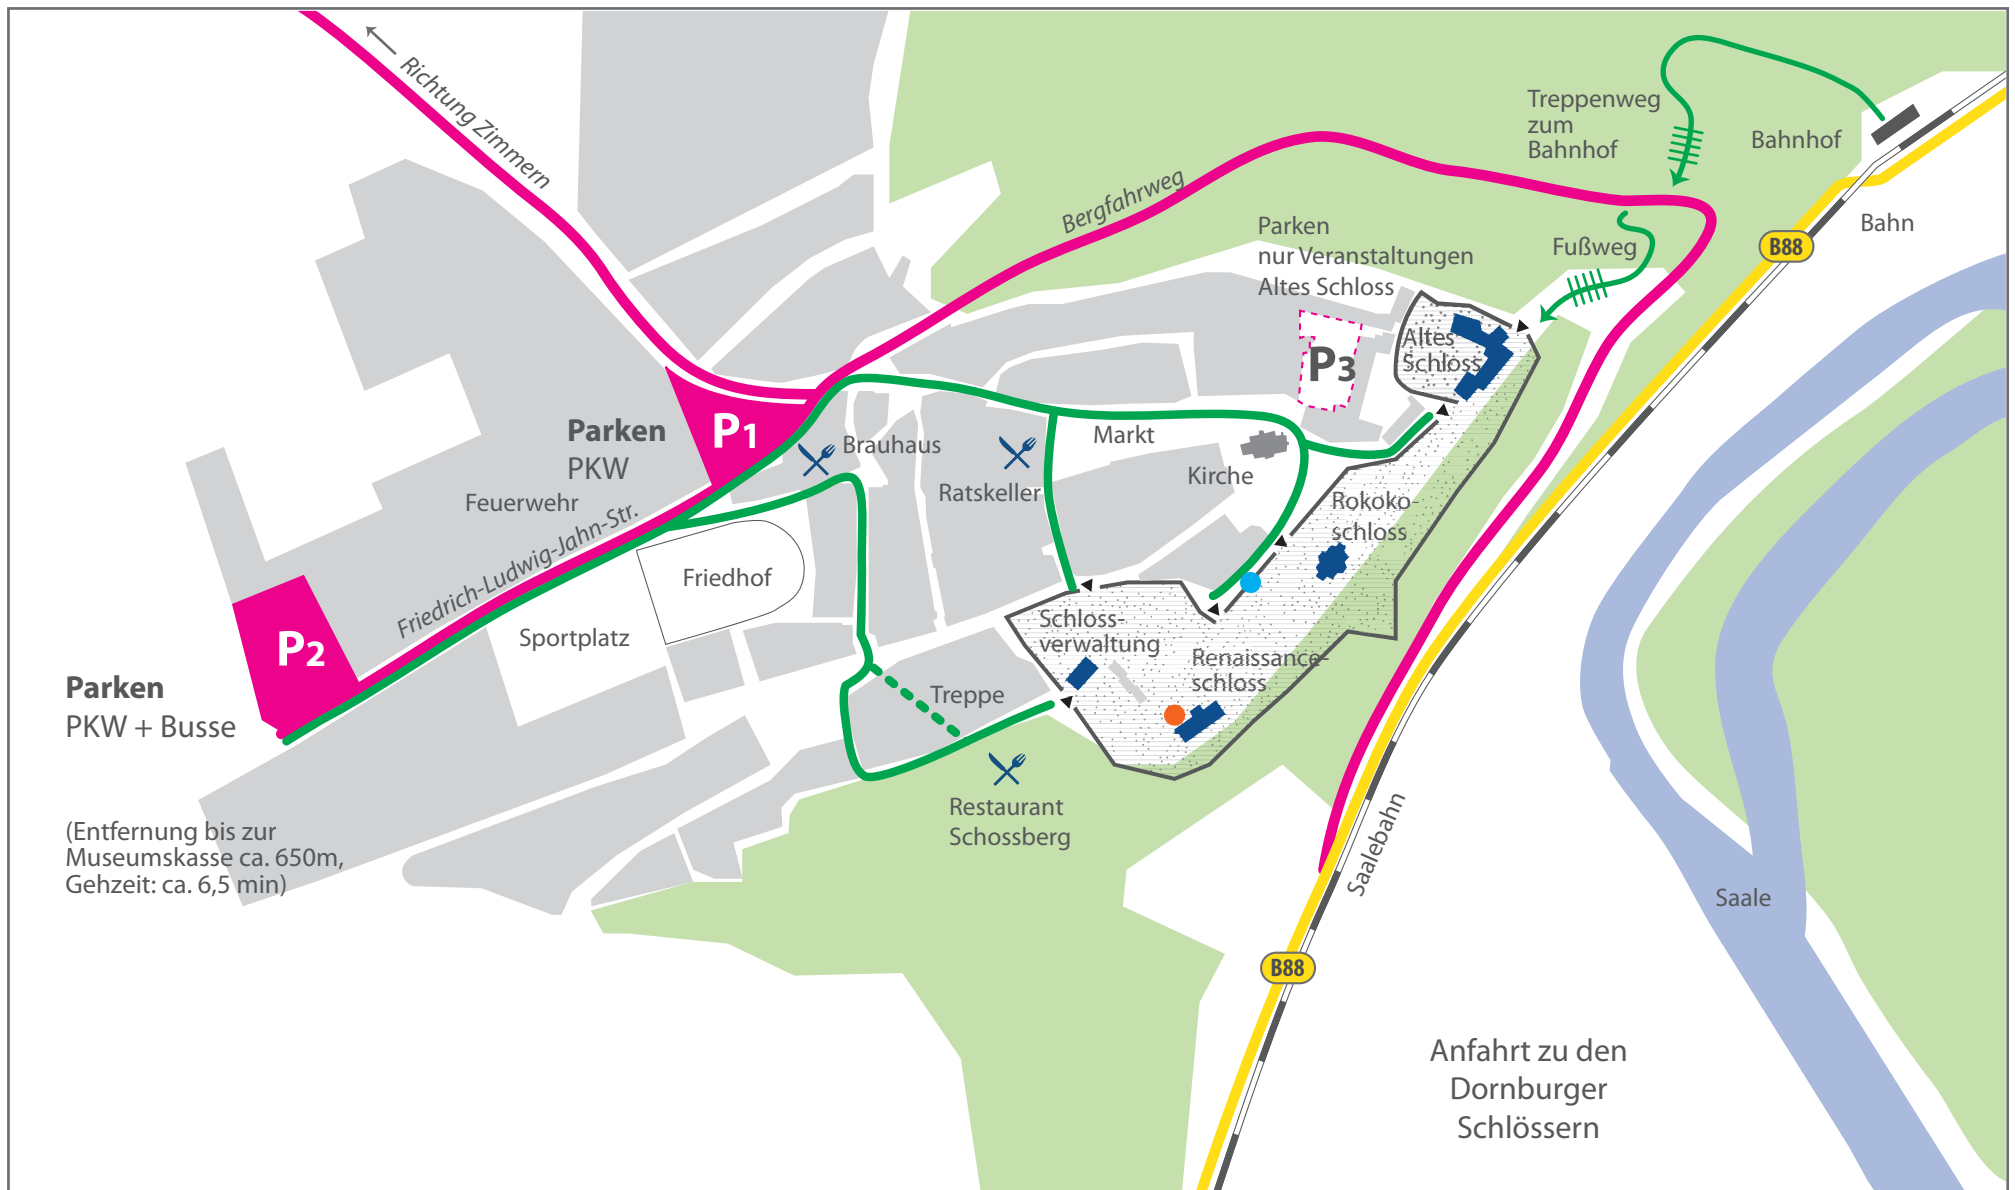 Richtung Zimmern
Treppenweg
zum
Bahnhof
Bahnhof
Bergfahrweg
Parken
nur Veranstaltungen
Altes Schloss
Fußweg
B88
Bahn
P3
Altes
Schloss
Parken
PKW
P1
Brauhaus
Markt
Ratskeller
Kirche
Feuerwehr
Rokoko-
schloss
Friedrich-Ludwig-Jahn-Str.
Friedhof
Sportplatz
Schloss-
verwaltung
Renaissance-
schloss
P2
Parken
PKW + Busse
Treppe
Restaurant
Schossberg
(Entfernung bis zur
Museumskasse ca. 650m,
Gehzeit: ca. 6,5 min)
Saalebahn
Saale
B88
Anfahrt zu den
Dornburger
Schlössern